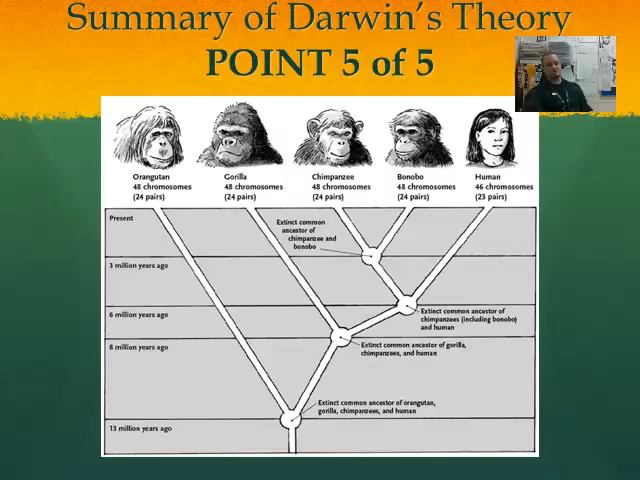 Summary of Darwin's Theory
POINT 5 of 5
Orangutan
48 chromosomes
(24 pairs)
Gorilla
48 chromosomes
(24 pairs)
Chimpanzee
48 chromosomes
(24 pairs)
Bonobo
48 chromosomes
(24 pairs)
Human
46 chromosomes
(23 pairs)
Present
Extinct common
ancestor of
chimpanzee and
bonobo
3 million years ago
6 million years ago
Extinct common ancestor of
chimpanzees (including bonobo)
and human
8 million years ago
Extinct common ancestor of gorilla,
chimpanzees, and human
Extinct common ancestor of orangutan,
gorilla, chimpanzees, and human
13 million years ago